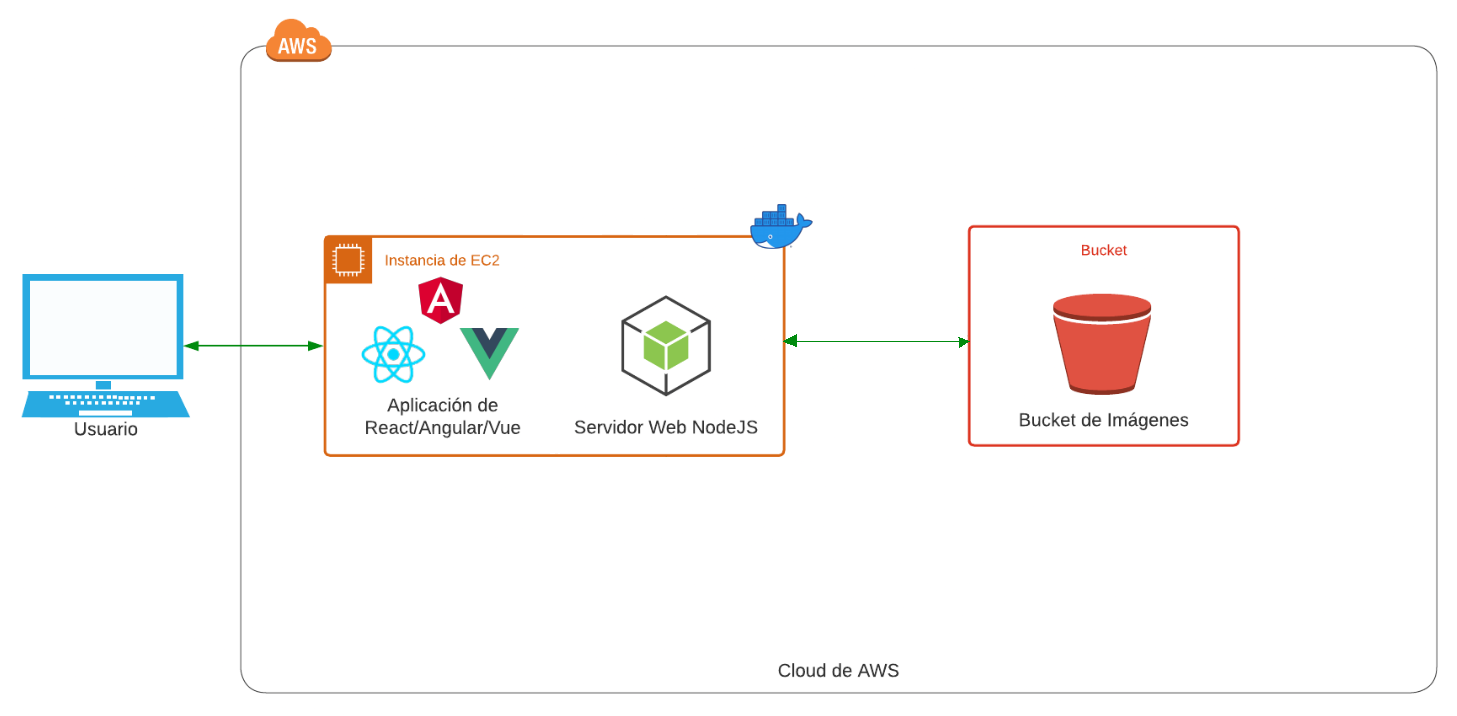 AWS
Instancia de EC2
Bucket
Aplicación de
React/Angular/Vue
Servidor Web NodeJS
Bucket de Imágenes
Usuario
Cloud de AWS